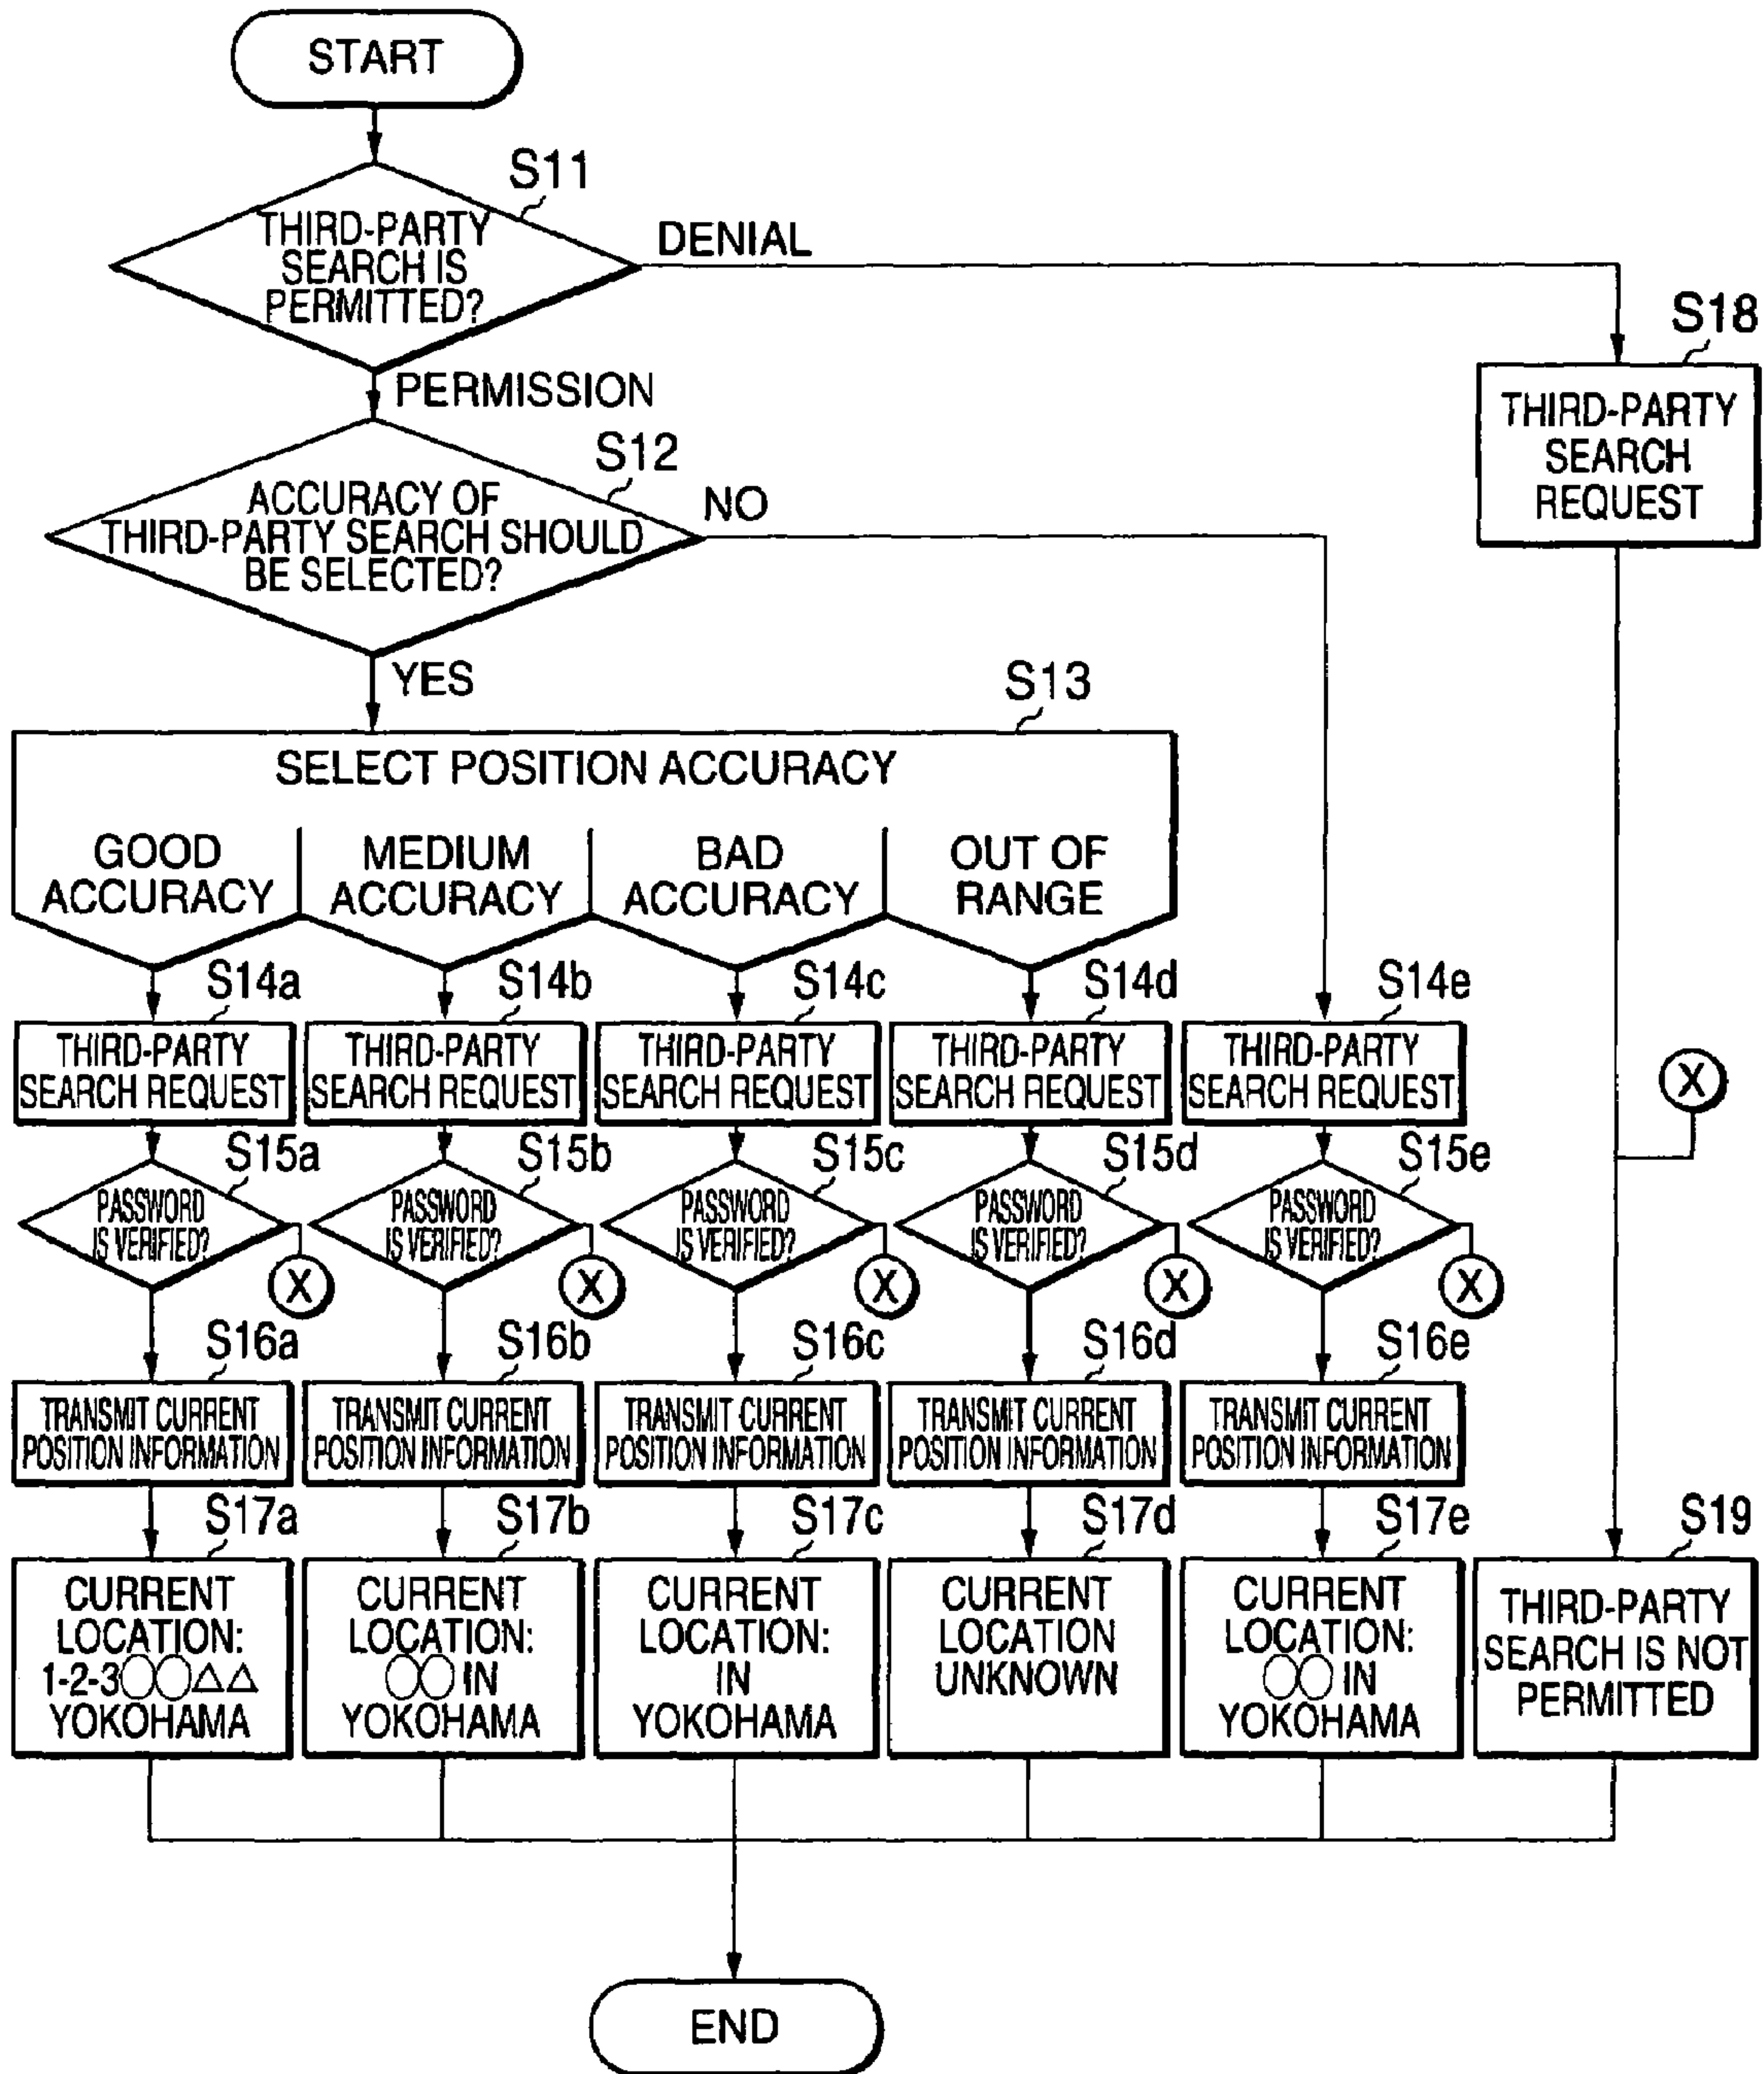 START
S11
THIRD-PARTY
SEARCH IS
PERMITTED?
DENIAL
S18
THIRD-PARTY
SEARCH
REQUEST
PERMISSION
S12
ACCURACY OF
THIRD-PARTY SEARCH SHOULD
BE SELECTED?
NO
YES
S13
SELECT POSITION ACCURACY
GOOD
ACCURACY
MEDIUM
ACCURACY
BAD
ACCURACY
OUT OF
RANGE
S14a
S14b
S14c
S14d
S14e
THIRD-PARTY
SEARCH REQUEST
THIRD-PARTY
SEARCH REQUEST
THIRD-PARTY
SEARCH REQUEST
THIRD-PARTY
SEARCH REQUEST
THIRD-PARTY
SEARCH REQUEST
X
S15a
S15b
S15c
S15d
S15e
PASSWORD
IS VERIFIED?
PASSWORD
IS VERIFIED?
PASSWORD
IS VERIFIED?
PASSWORD
IS VERIFIED?
PASSWORD
IS VERIFIED?
X
X
X
X
X
S16a
S16b
S16c
S16d
S16e
TRANSMIT CURRENT
POSITION INFORMATION
TRANSMIT CURRENT
POSITION INFORMATION
TRANSMIT CURRENT
POSITION INFORMATION
TRANSMIT CURRENT
POSITION INFORMATION
TRANSMIT CURRENT
POSITION INFORMATION
S17a
S17b
S17c
S17d
S17e
S19
CURRENT
LOCATION:
1-2-3○○△△
YOKOHAMA
CURRENT
LOCATION:
○○ IN
YOKOHAMA
CURRENT
LOCATION:
IN
YOKOHAMA
CURRENT
LOCATION
UNKNOWN
CURRENT
LOCATION:
○○ IN
YOKOHAMA
THIRD-PARTY
SEARCH IS NOT
PERMITTED
END